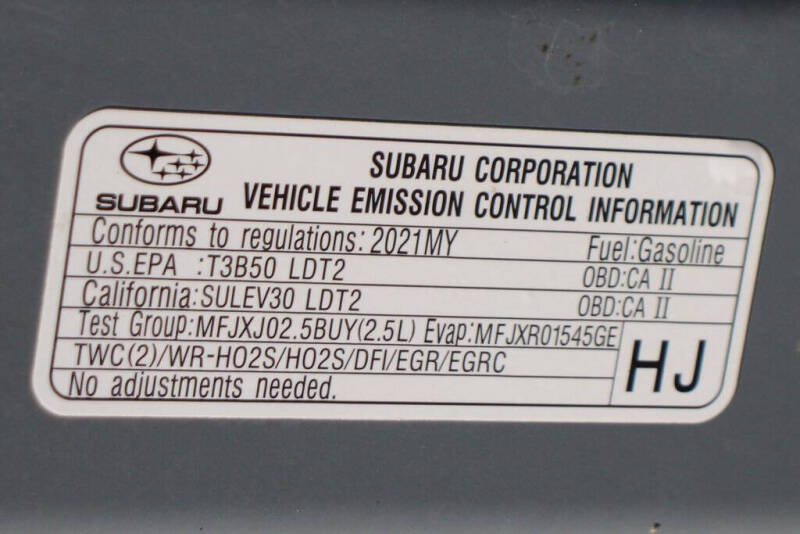 SUBARU
SUBARU CORPORATION
VEHICLE EMISSION CONTROL INFORMATION
Conforms to regulations: 2021MY Fuel:Gasoline
U.S.EPA :T3B50 LDT2 OBD:CA II
California:SULEV30 LDT2 OBD:CA II
Test Group:MFJXJ02.5BUY(2.5L) Evap:MFJXR01545GE
TWC(2)/WR-HO2S/HO2S/DFI/EGR/EGRC
No adjustments needed.
HJ